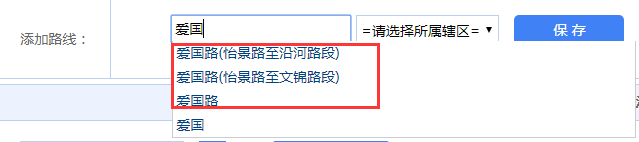 添加路线： 爱国 =请选择所属辖区= 保 存
爱国路(怡景路至沿河路段)
爱国路(怡景路至文锦路段)
爱国路
爱国